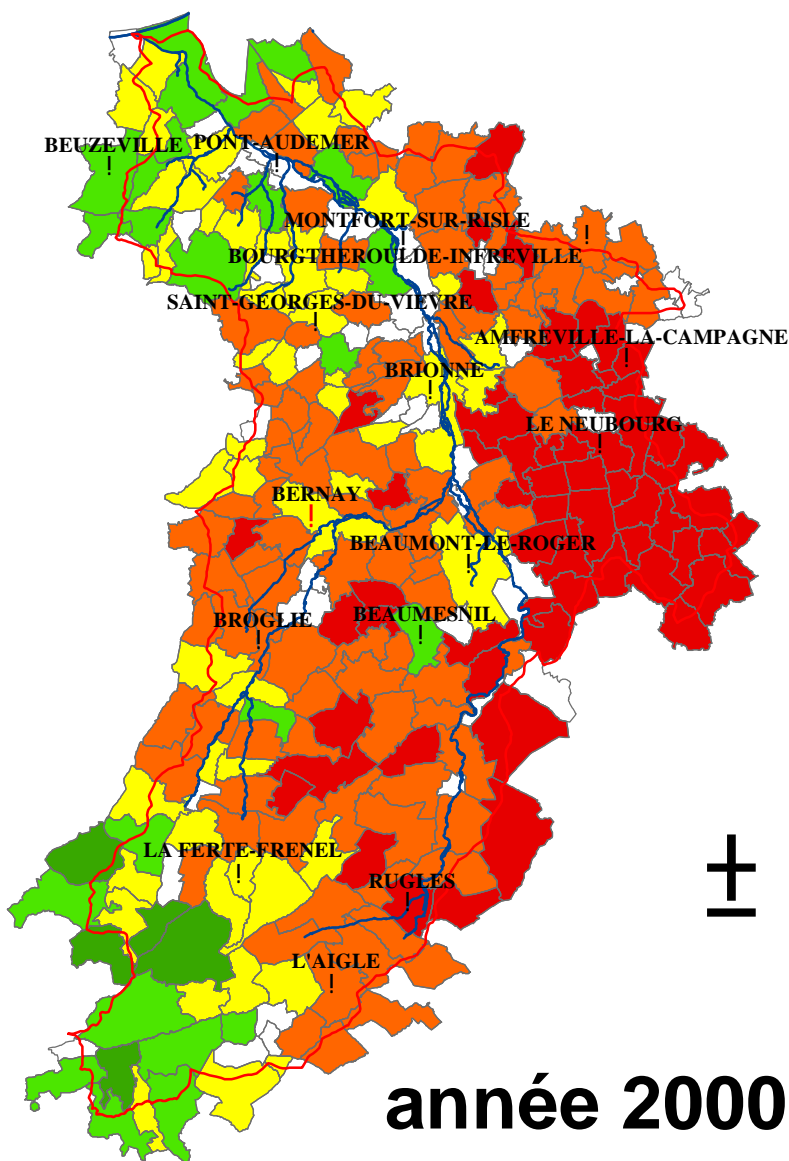 BEUZEVILLE
PONT-AUDEMER
MONTFORT-SUR-RISLE
BOURGTHEROULDE-INFREVILLE
SAINT-GEORGES-DU-VIEVRE
AMFREVILLE-LA-CAMPAGNE
BRIONNE
LE NEUBOURG
BERNAY
BEAUMONT-LE-ROGER
BROGLIE
BEAUMESNIL
LA FERTE-FRENEL
RUGLES
L'AIGLE
année 2000